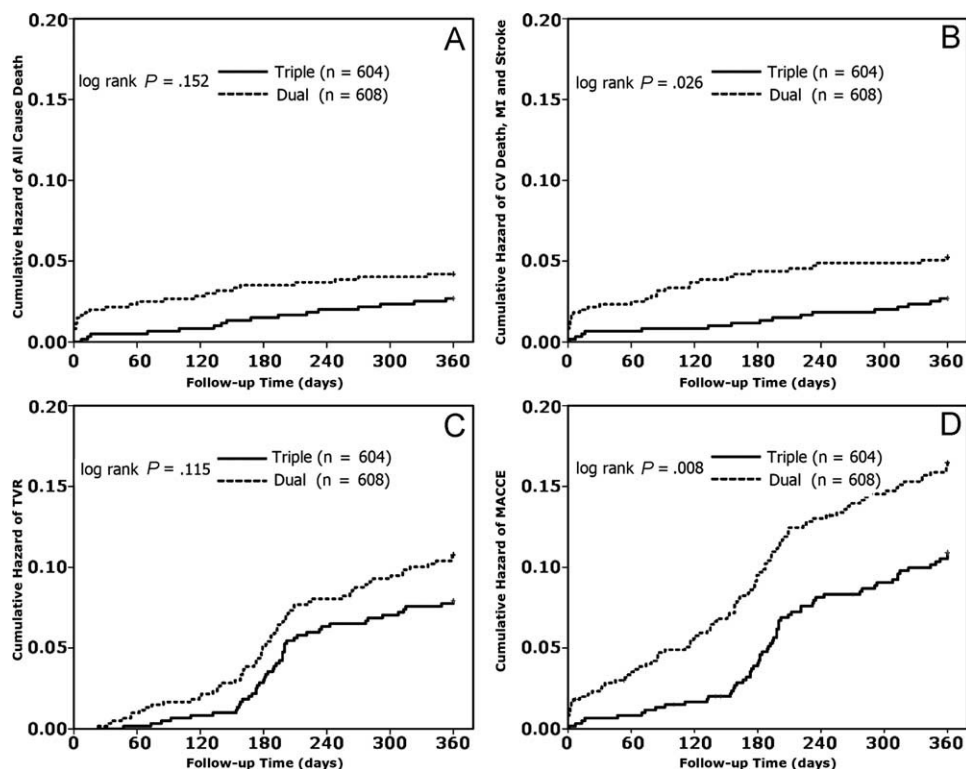 A
Cumulative Hazard of All Cause Death
0.20
0.15
0.10
0.05
0.00
log rank P = .152
Triple (n = 604)
Dual (n = 608)
0 60 120 180 240 300 360
Follow-up Time (days)
B
Cumulative Hazard of CV Death, MI and Stroke
0.20
0.15
0.10
0.05
0.00
log rank P = .026
Triple (n = 604)
Dual (n = 608)
0 60 120 180 240 300 360
Follow-up Time (days)
C
Cumulative Hazard of TVR
0.20
0.15
0.10
0.05
0.00
log rank P = .115
Triple (n = 604)
Dual (n = 608)
0 60 120 180 240 300 360
Follow-up Time (days)
D
Cumulative Hazard of MACCE
0.20
0.15
0.10
0.05
0.00
log rank P = .008
Triple (n = 604)
Dual (n = 608)
0 60 120 180 240 300 360
Follow-up Time (days)